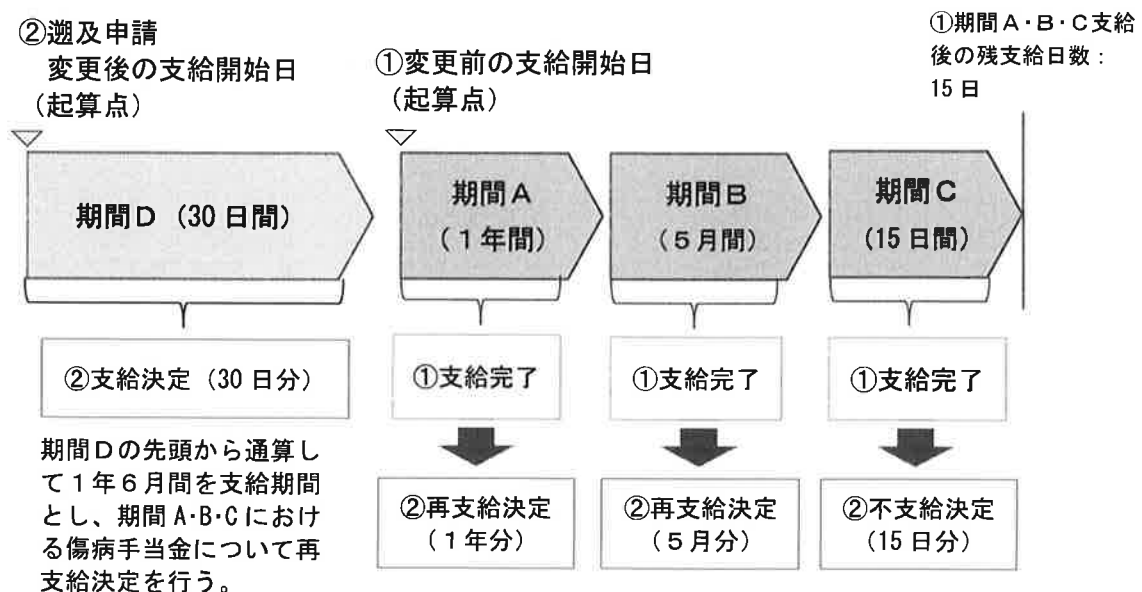 ②遡及申請
変更後の支給開始日
(起算点)
①変更前の支給開始日
(起算点)
①期間A・B・C支給
後の残支給日数：
15日
期間D（30日間）
期間A
（１年間）
期間B
（５月間）
期間C
(15日間)
②支給決定（30日分）
①支給完了
①支給完了
①支給完了
期間Dの先頭から通算し
て１年６月間を支給期間
とし、期間A・B・Cにおけ
る傷病手当金について再
支給決定を行う。
②再支給決定
（１年分）
②再支給決定
（５月分）
②不支給決定
(15日分)